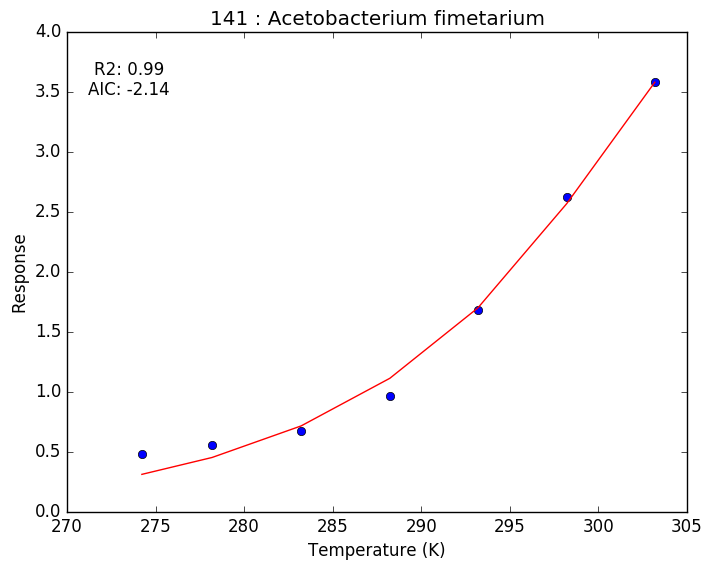 141 : Acetobacterium fimetarium
R2: 0.99
AIC: -2.14
4.0
3.5
3.0
2.5
2.0
1.5
1.0
0.5
0.0
Response
270 275 280 285 290 295 300 305
Temperature (K)